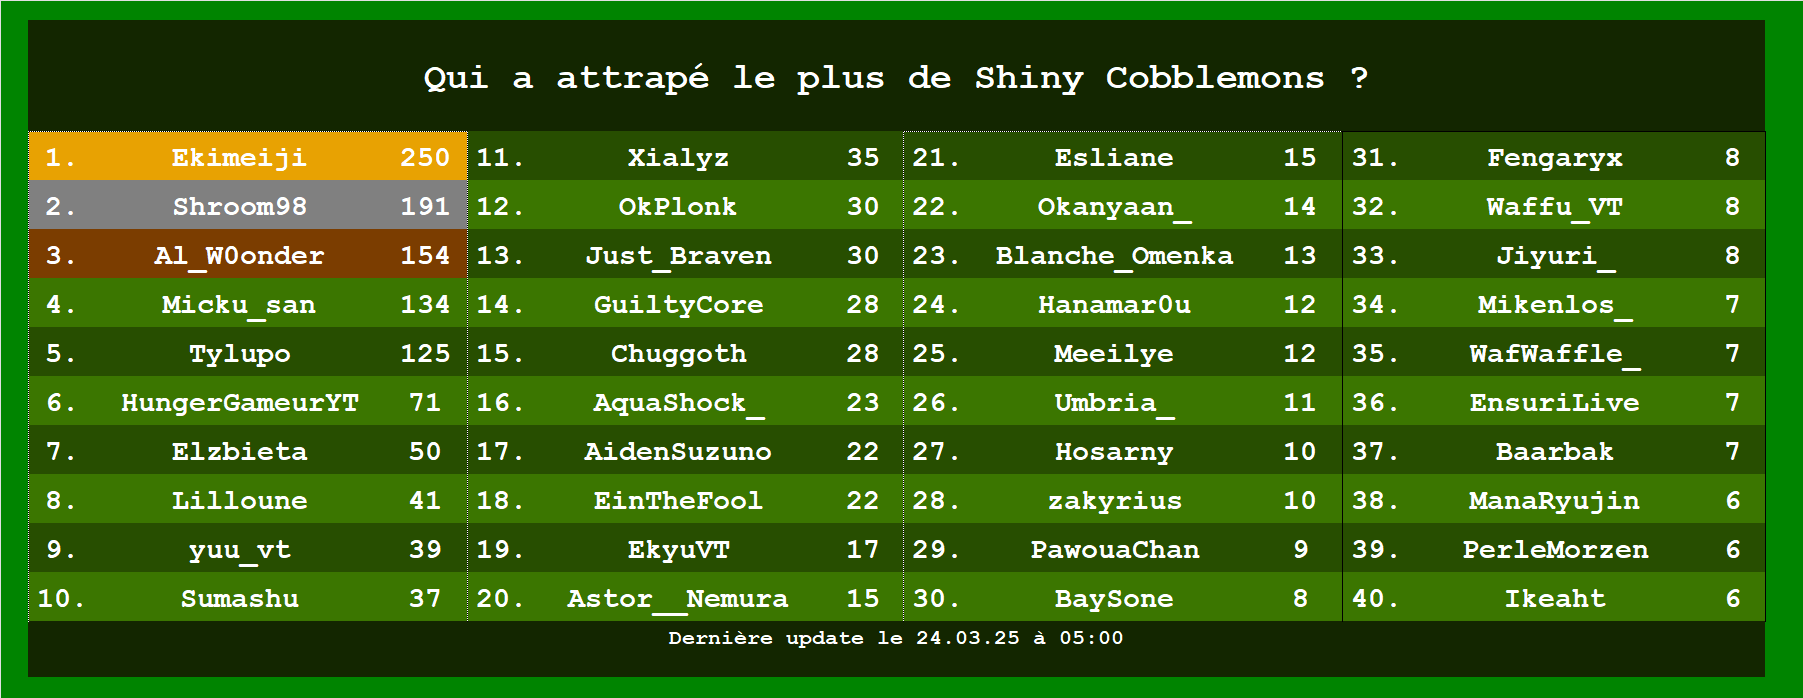 Qui a attrapé le plus de Shiny Cobblemons ?
1. Ekimeiji 250 11. Xialyz 35 21. Esliane 15 31. Fengaryx 8
2. Shroom98 191 12. OkPlonk 30 22. Okanyaan_ 14 32. Waffu_VT 8
3. Al_W0onder 154 13. Just_Braven 30 23. Blanche_Omenka 13 33. Jiyuri_ 8
4. Micku_san 134 14. GuiltyCore 28 24. Hanamar0u 12 34. Mikenlos_ 7
5. Tylupo 125 15. Chuggoth 28 25. Meeilye 12 35. WafWaffle_ 7
6. HungerGameurYT 71 16. AquaShock_ 23 26. Umbria_ 11 36. EnsuriLive 7
7. Elzbieta 50 17. AidenSuzuno 22 27. Hosarny 10 37. Baarbak 7
8. Lilloune 41 18. EinTheFool 22 28. zakyrius 10 38. ManaRyujin 6
9. yuu_vt 39 19. EkyuVT 17 29. PawouaChan 9 39. PerleMorzen 6
10. Sumashu 37 20. Astor__Nemura 15 30. BaySone 8 40. Ikeaht 6
Dernière update le 24.03.25 à 05:00